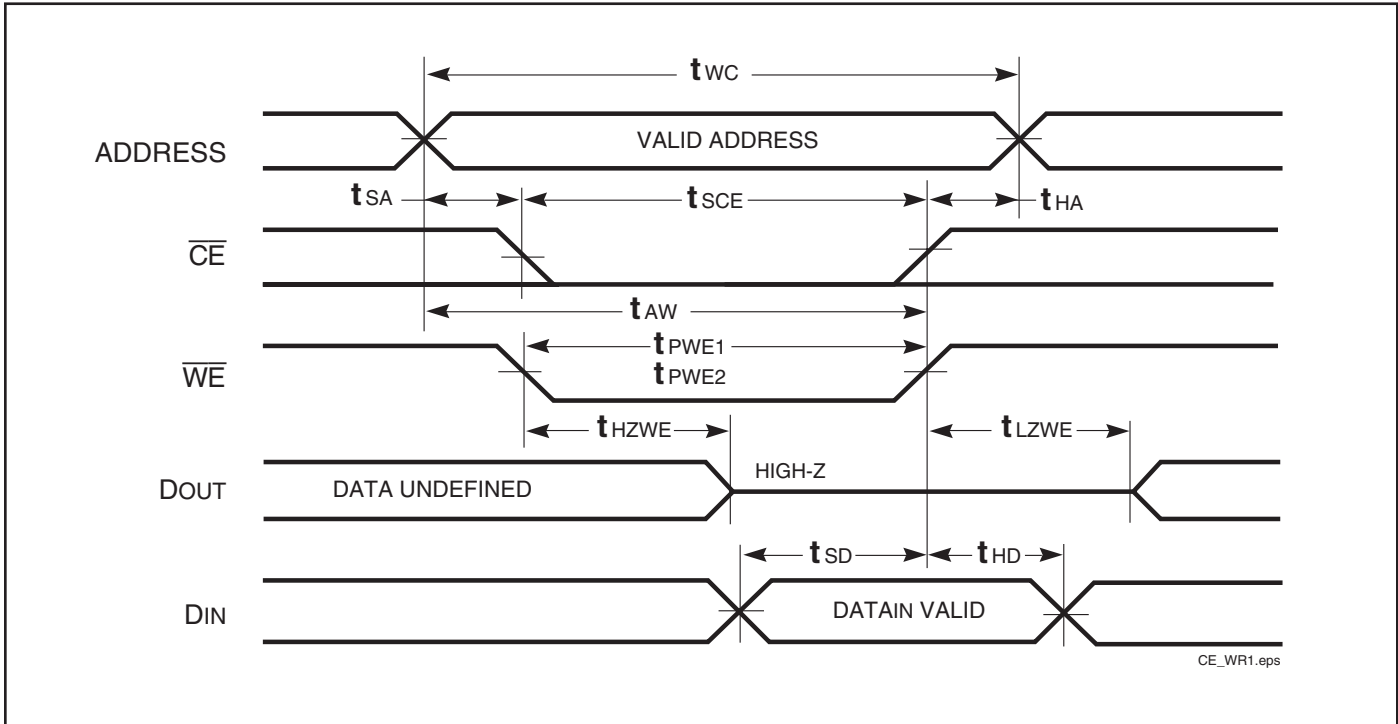 tWC
ADDRESS
VALID ADDRESS
tSA
tSCE
tHA
CE
tAW
tPWE1
WE
tPWE2
tHZWE
tLZWE
HIGH-Z
DOUT
DATA UNDEFINED
tSD
tHD
DIN
DATAIN VALID
CE_WR1.eps